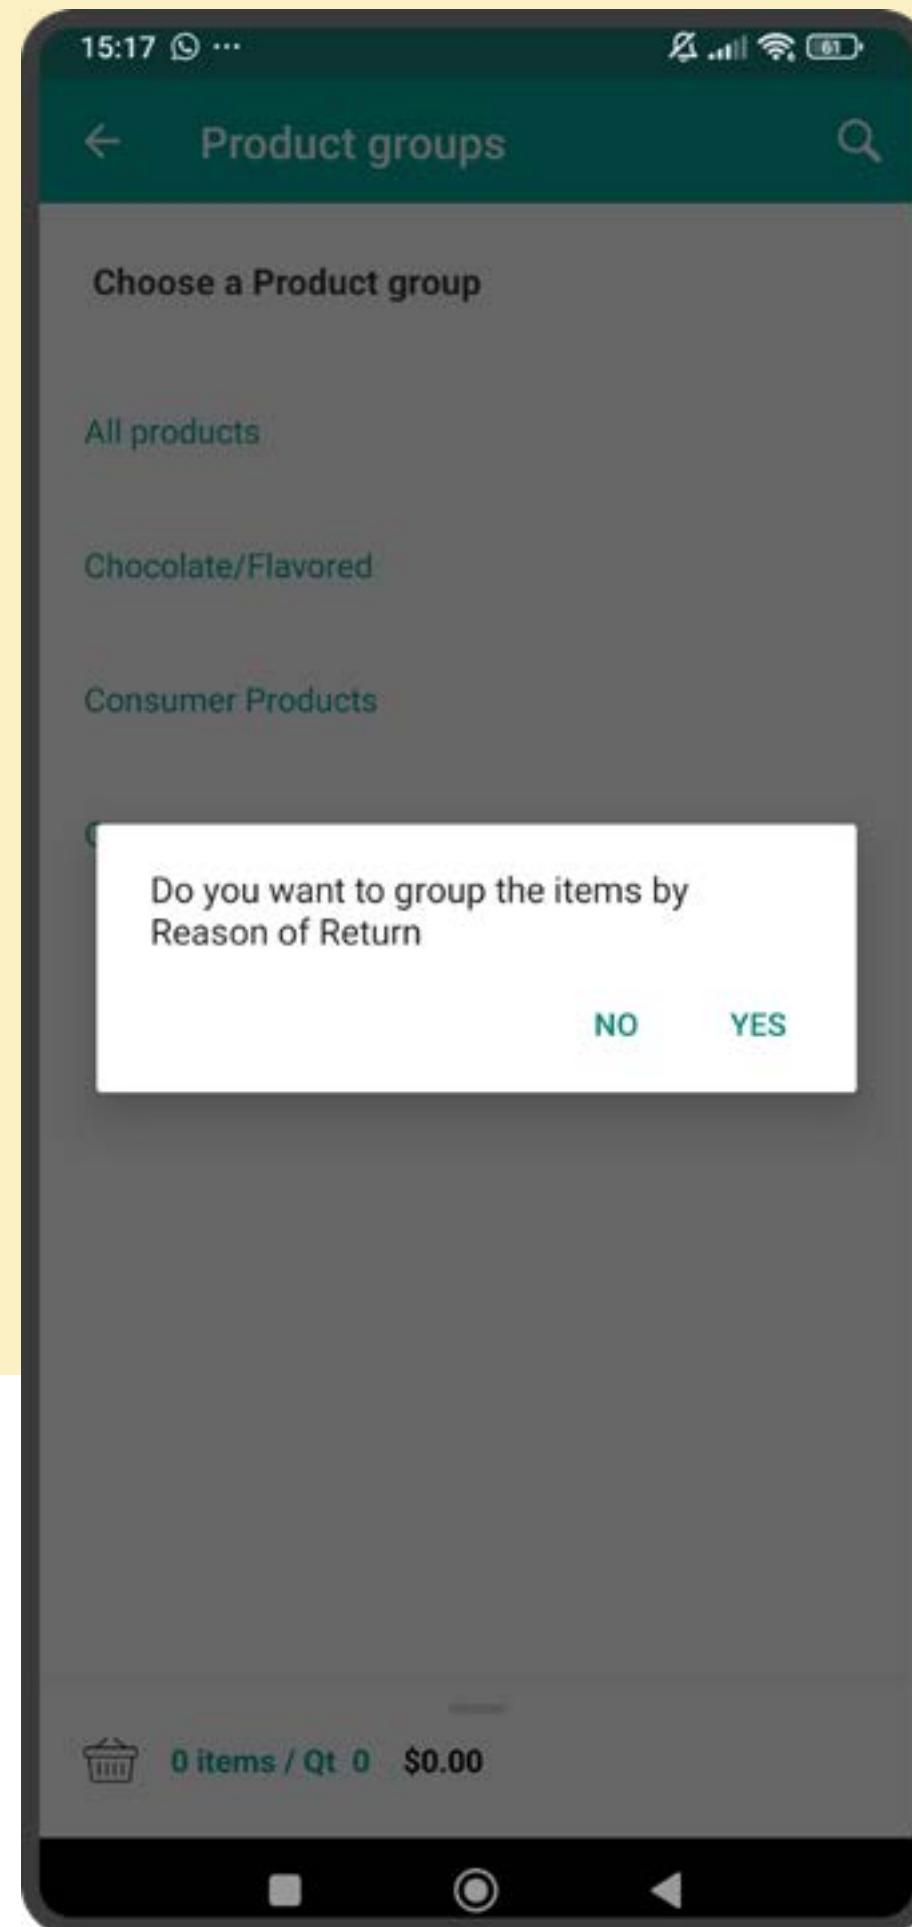 15:17 ...
61
Product groups
Choose a Product group
All products
Chocolate/Flavored
Consumer Products
Do you want to group the items by
Reason of Return
NO YES
0 items / Qt 0 $0.00